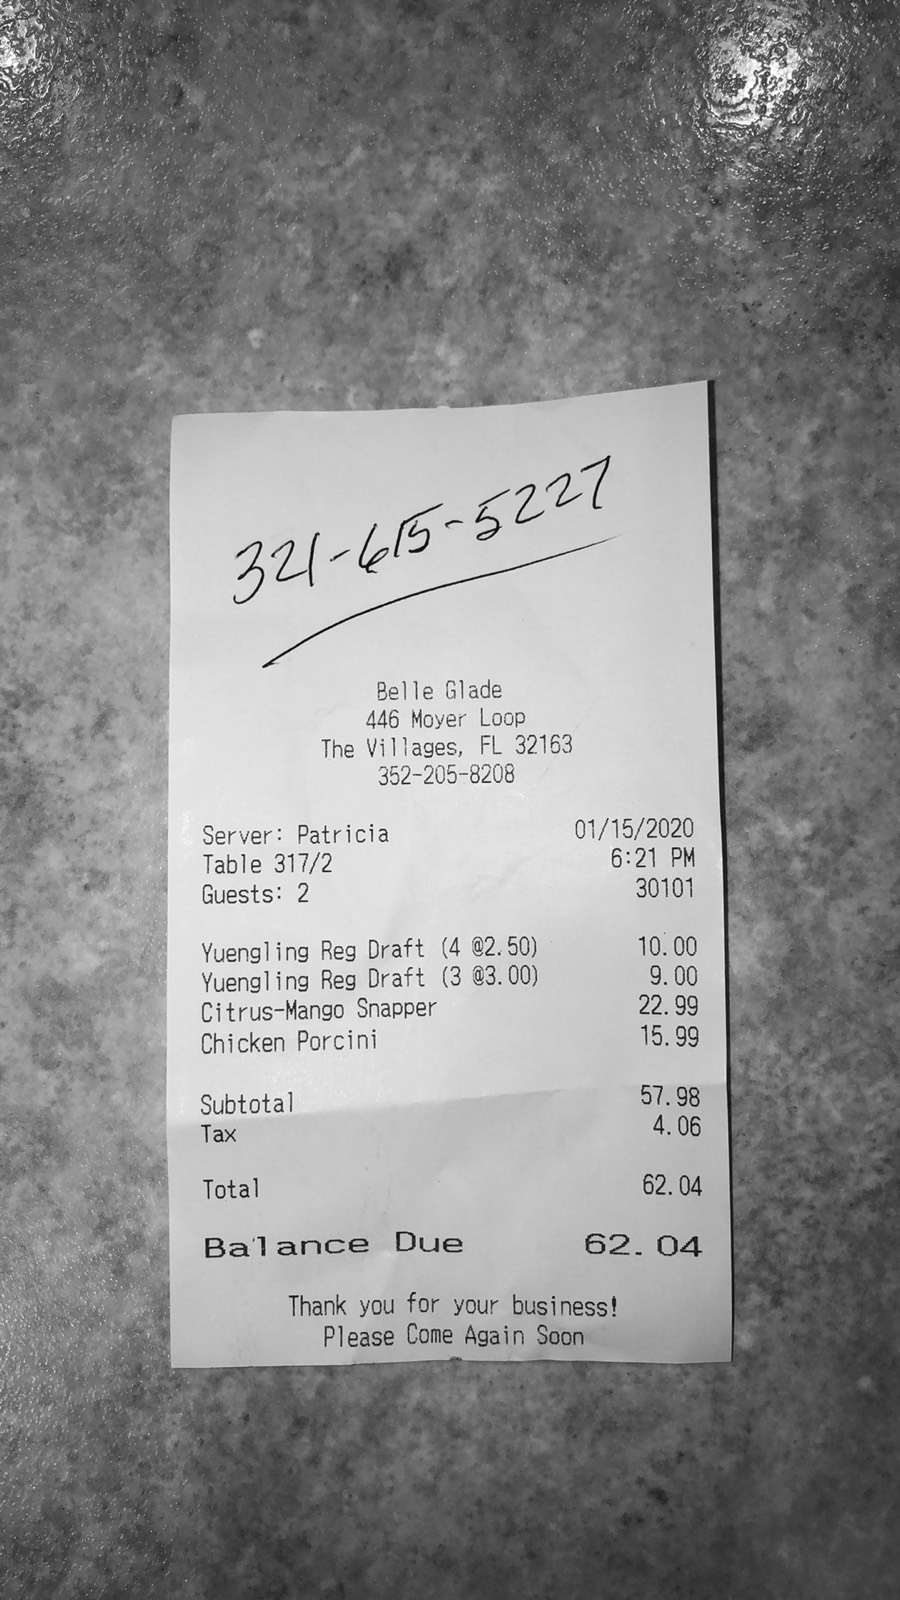 321-615-5227
Belle Glade
446 Moyer Loop
The Villages, FL 32163
352-205-8208
Server: Patricia 01/15/2020
Table 317/2 6:21 PM
Guests: 2 30101
Yuengling Reg Draft (4 @2.50) 10.00
Yuengling Reg Draft (3 @3.00) 9.00
Citrus-Mango Snapper 22.99
Chicken Porcini 15.99
Subtotal 57.98
Tax 4.06
Total 62.04
Balance Due 62.04
Thank you for your business!
Please Come Again Soon